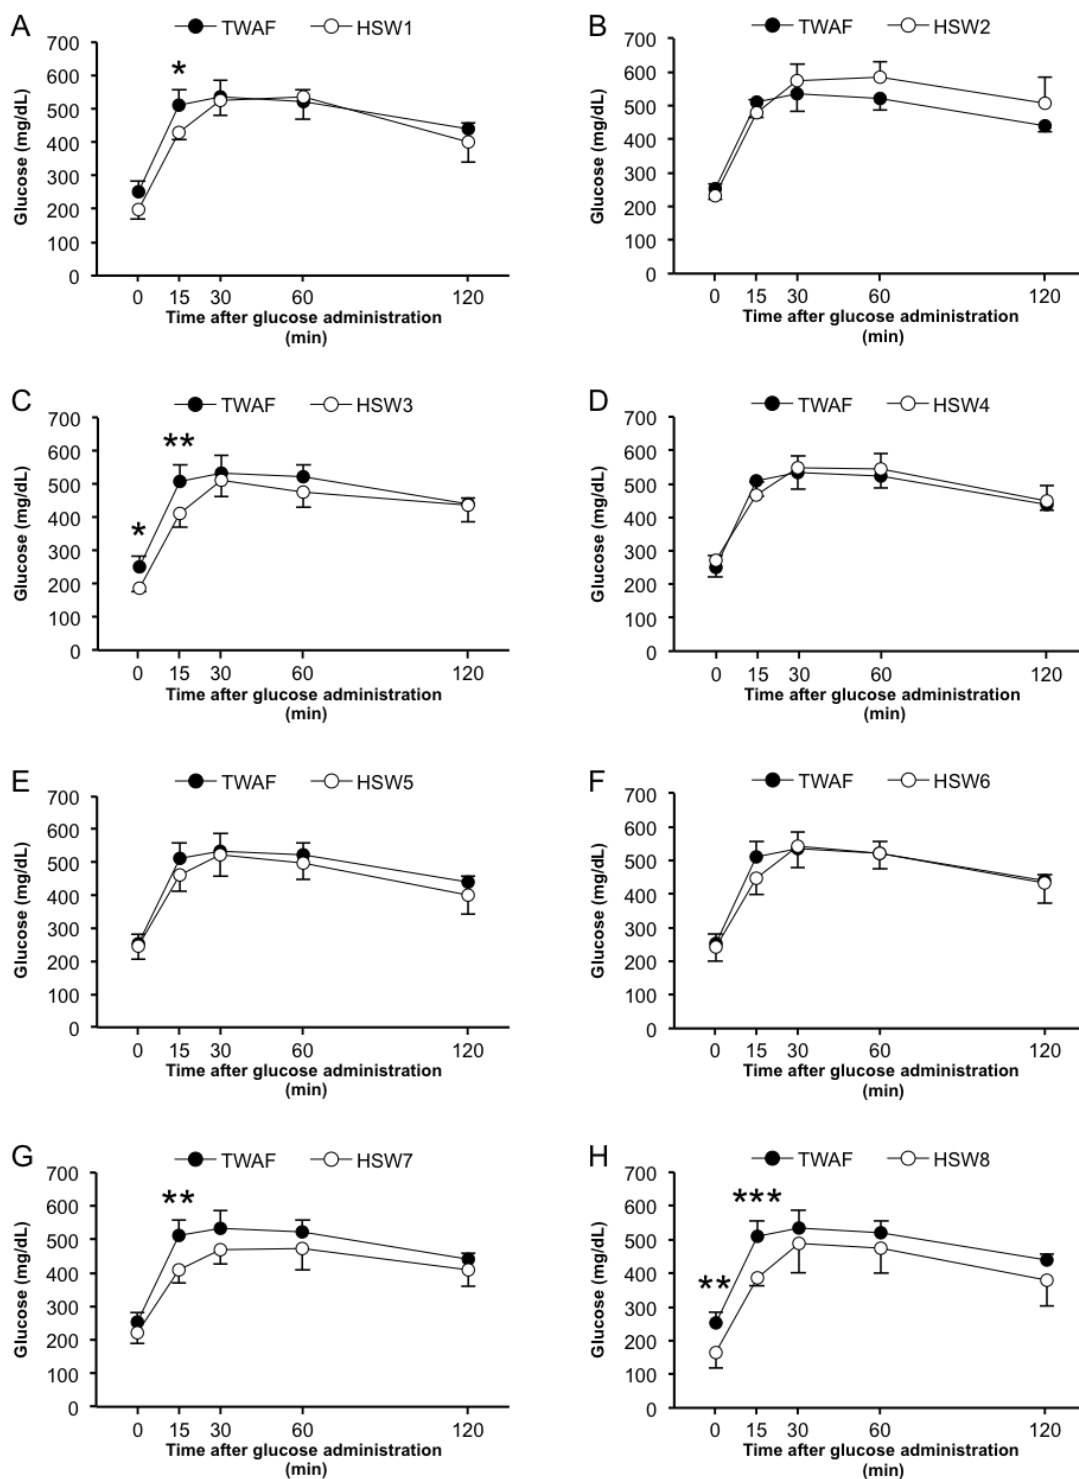 A
TWAF HSW1
Glucose (mg/dL)
700
600
500
400
300
200
100
0
*
0 15 30 60 120
Time after glucose administration
(min)
B
TWAF HSW2
Glucose (mg/dL)
700
600
500
400
300
200
100
0
0 15 30 60 120
Time after glucose administration
(min)
C
TWAF HSW3
Glucose (mg/dL)
700
600
500
400
300
200
100
0
**
*
0 15 30 60 120
Time after glucose administration
(min)
D
TWAF HSW4
Glucose (mg/dL)
700
600
500
400
300
200
100
0
0 15 30 60 120
Time after glucose administration
(min)
E
TWAF HSW5
Glucose (mg/dL)
700
600
500
400
300
200
100
0
0 15 30 60 120
Time after glucose administration
(min)
F
TWAF HSW6
Glucose (mg/dL)
700
600
500
400
300
200
100
0
0 15 30 60 120
Time after glucose administration
(min)
G
TWAF HSW7
Glucose (mg/dL)
700
600
500
400
300
200
100
0
**
0 15 30 60 120
Time after glucose administration
(min)
H
TWAF HSW8
Glucose (mg/dL)
700
600
500
400
300
200
100
0
***
**
0 15 30 60 120
Time after glucose administration
(min)